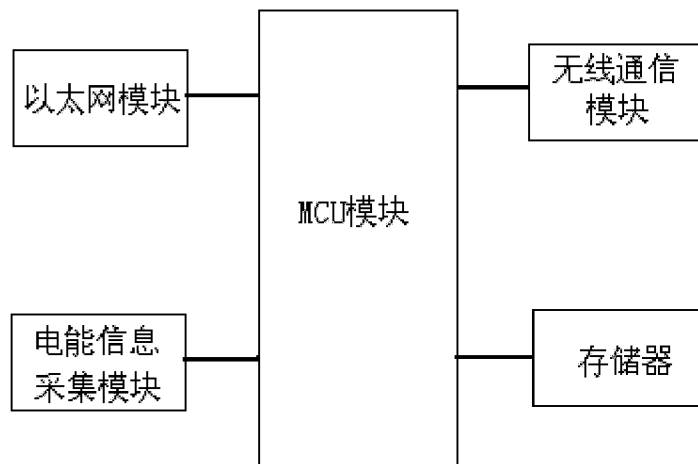 以太网模块
无线通信
模块
MCU模块
电能信息
采集模块
存储器